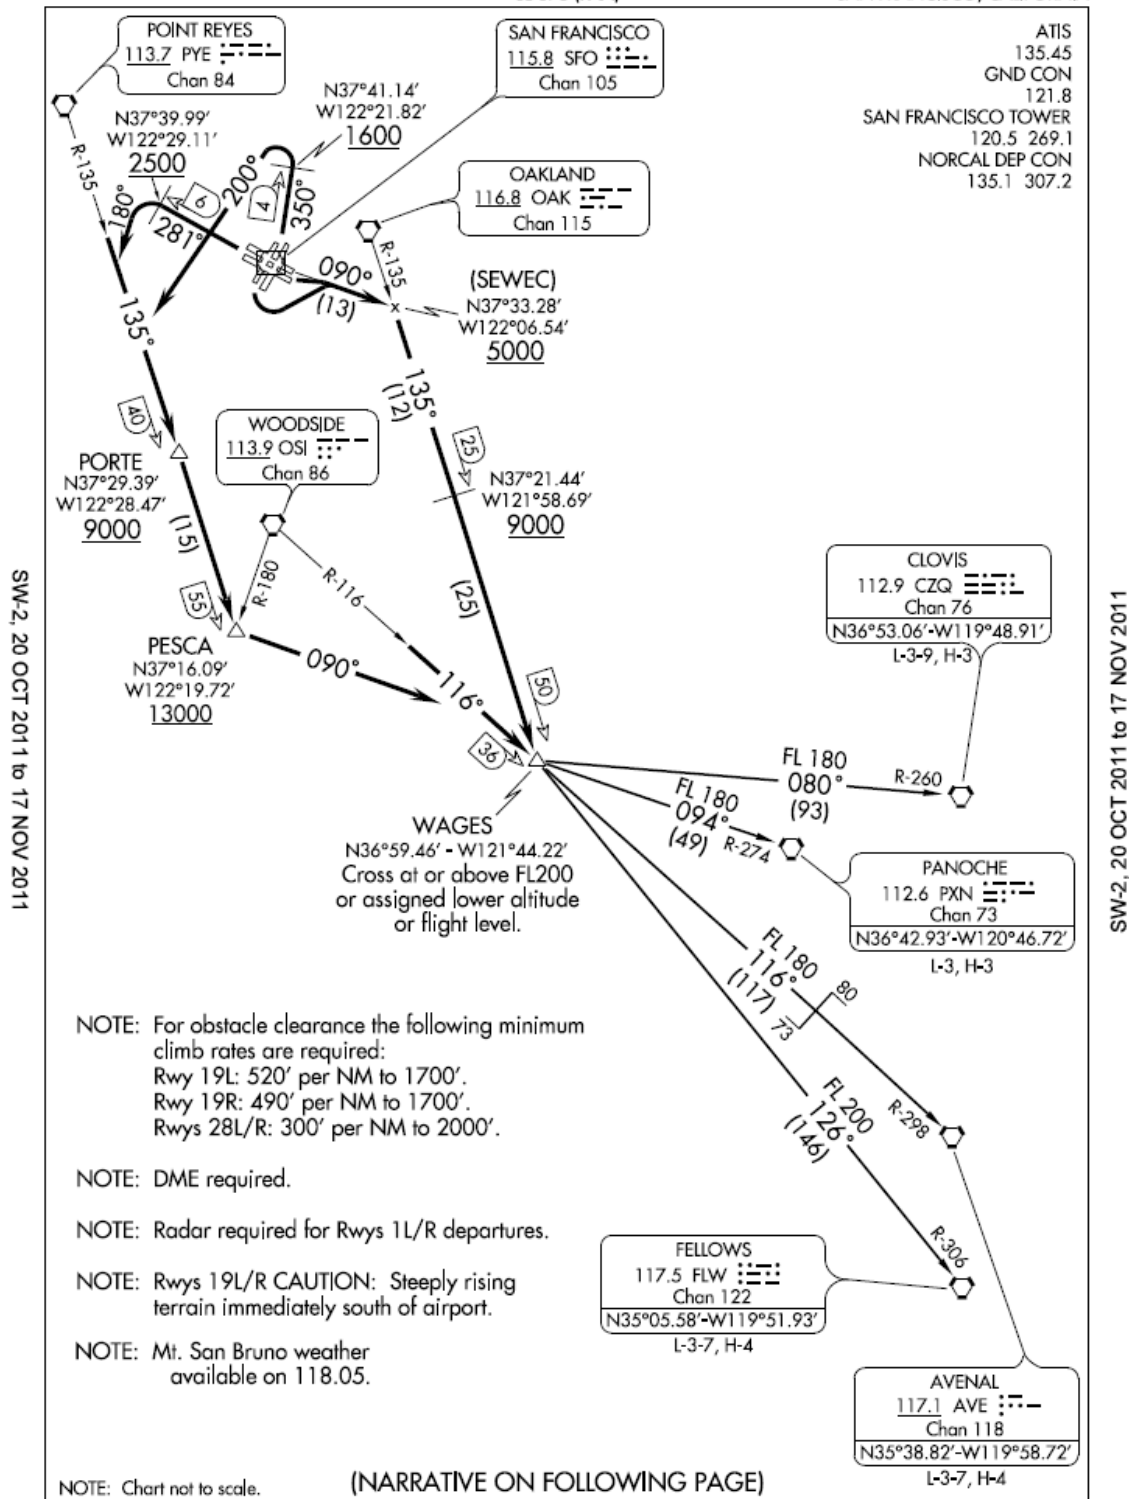 POINT REYES
113.7 PYE
Chan 84
SAN FRANCISCO
115.8 SFO
Chan 105
ATIS
135.45
GND CON
121.8
SAN FRANCISCO TOWER
120.5 269.1
NORCAL DEP CON
135.1 307.2
N37°41.14′
W122°21.82′
1600
N37°39.99′
W122°29.11′
2500
R-135
180°
6
281°
200°
4
350°
OAKLAND
116.8 OAK
Chan 115
R-135
090°
(13)
(SEWEC)
N37°33.28′
W122°06.54′
5000
135°
135°
(12)
40
PORTE
N37°29.39′
W122°28.47′
9000
WOODSIDE
113.9 OSI
Chan 86
25
N37°21.44′
W121°58.69′
9000
(15)
R-180
R-116
(25)
55
PESCA
N37°16.09′
W122°19.72′
13000
090°
116°
50
36
CLOVIS
112.9 CZQ
Chan 76
N36°53.06′-W119°48.91′
L-3-9, H-3
FL 180
080°
(93)
R-260
FL 180
094°
(49)
R-274
WAGES
N36°59.46′ - W121°44.22′
Cross at or above FL200
or assigned lower altitude
or flight level.
PANOCHE
112.6 PXN
Chan 73
N36°42.93′-W120°46.72′
L-3, H-3
FL 180
116°
(117)
80
73
R-298
FL 200
126°
(146)
R-306
NOTE: For obstacle clearance the following minimum
climb rates are required:
Rwy 19L: 520′ per NM to 1700′.
Rwy 19R: 490′ per NM to 1700′.
Rwys 28L/R: 300′ per NM to 2000′.
NOTE: DME required.
NOTE: Radar required for Rwys 1L/R departures.
NOTE: Rwys 19L/R CAUTION: Steeply rising
terrain immediately south of airport.
NOTE: Mt. San Bruno weather
available on 118.05.
FELLOWS
117.5 FLW
Chan 122
N35°05.58′-W119°51.93′
L-3-7, H-4
AVENAL
117.1 AVE
Chan 118
N35°38.82′-W119°58.72′
L-3-7, H-4
NOTE: Chart not to scale.
(NARRATIVE ON FOLLOWING PAGE)
SW-2, 20 OCT 2011 to 17 NOV 2011
SW-2, 20 OCT 2011 to 17 NOV 2011